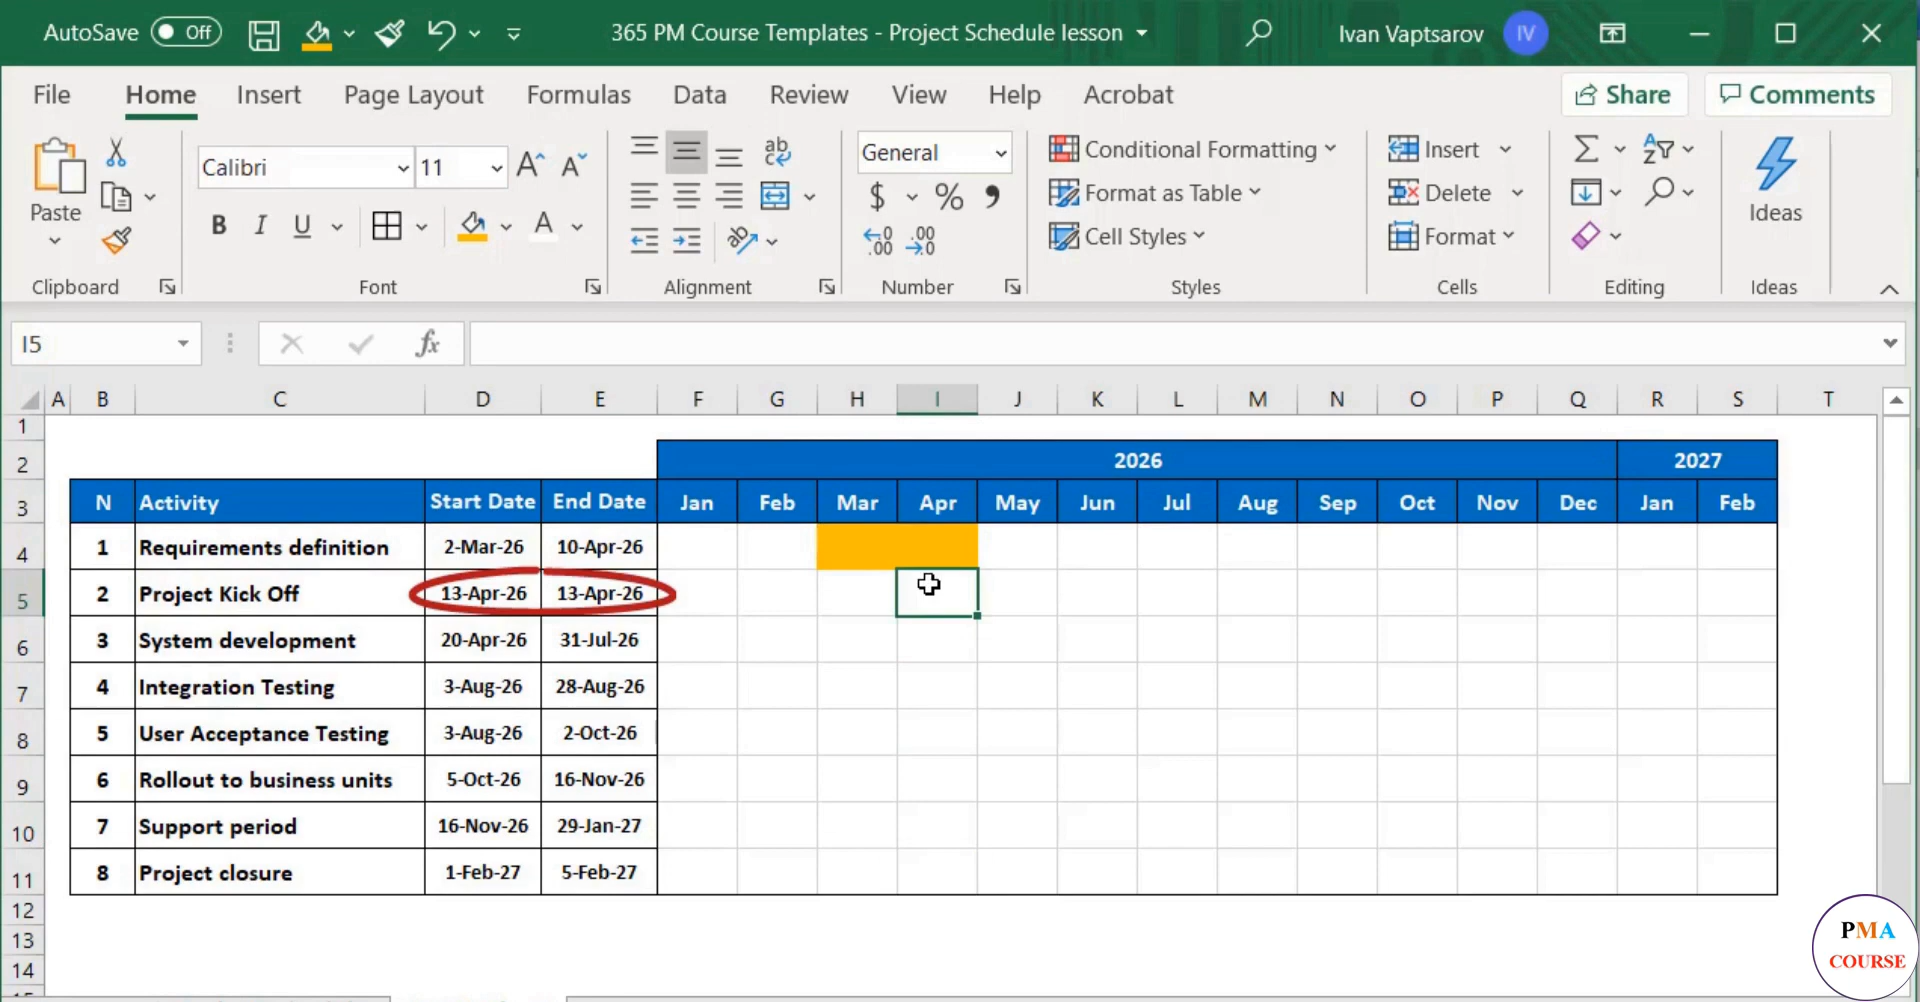 AutoSave Off 365 PM Course Templates - Project Schedule lesson Ivan Vaptsarov IV
File Home Insert Page Layout Formulas Data Review View Help Acrobat Share Comments
Paste
Calibri 11
B I U A
ab
General
$ % 9
Conditional Formatting
Format as Table
Cell Styles
Insert
Delete
Format
Ideas
Clipboard Font Alignment Number Styles Cells Editing Ideas
I5 fx
A B C D E F G H I J K L M N O P Q R S T
1
2 2026 2027
3 N Activity Start Date End Date Jan Feb Mar Apr May Jun Jul Aug Sep Oct Nov Dec Jan Feb
4 1 Requirements definition 2-Mar-26 10-Apr-26
5 2 Project Kick Off 13-Apr-26 13-Apr-26
6 3 System development 20-Apr-26 31-Jul-26
7 4 Integration Testing 3-Aug-26 28-Aug-26
8 5 User Acceptance Testing 3-Aug-26 2-Oct-26
9 6 Rollout to business units 5-Oct-26 16-Nov-26
10 7 Support period 16-Nov-26 29-Jan-27
11 8 Project closure 1-Feb-27 5-Feb-27
12
13
14
PMA
COURSE